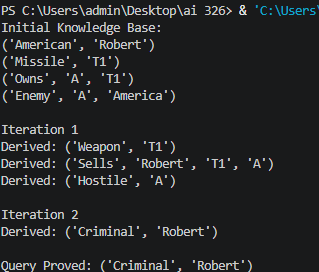 PS C:\Users\admin\Desktop\ai 326> & 'C:\Users\
Initial Knowledge Base:
('American', 'Robert')
('Missile', 'T1')
('Owns', 'A', 'T1')
('Enemy', 'A', 'America')
Iteration 1
Derived: ('Weapon', 'T1')
Derived: ('Sells', 'Robert', 'T1', 'A')
Derived: ('Hostile', 'A')
Iteration 2
Derived: ('Criminal', 'Robert')
Query Proved: ('Criminal', 'Robert')